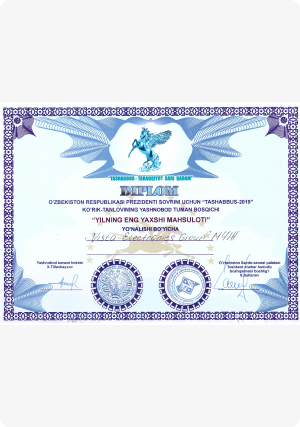 "TASHABBUS - TARAQQIYOT SARI QADAM"
DIPLOM
O'ZBEKISTON RESPUBLIKASI PREZIDENTI SOVRINI UCHUN "TASHABBUS-2019"
KO'RIK-TANLOVINING YASHNOBOD TUMAN BOSQICHI
"YILNING ENG YAXSHI MAHSULOTI"
YO'NALISHI BO'YICHA
Vista Electronics Group MCHJ
Yashnobod tumani hokimi
O'zbekiston Savdo-sanoat palatasi
Toshkent shahar hududiy
boshqarmasi boshlig'i